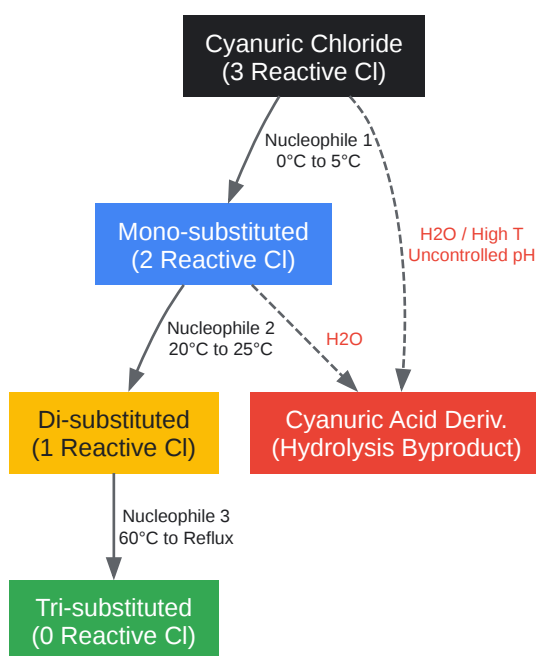 Cyanuric Chloride
(3 Reactive Cl)
Nucleophile 1
0°C to 5°C
Mono-substituted
(2 Reactive Cl)
H2O / High T
Uncontrolled pH
Nucleophile 2
20°C to 25°C
H2O
Di-substituted
(1 Reactive Cl)
Cyanuric Acid Deriv.
(Hydrolysis Byproduct)
Nucleophile 3
60°C to Reflux
Tri-substituted
(0 Reactive Cl)